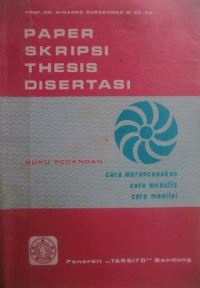 PROF. DR. WINARNO SURAKHMAD M. Sc. Ed.
PAPER
SKRIPSI
THESIS
DISERTASI
BUKU PEGANGAN
cara merencanakan
cara menulis
cara menilai
Penerbit „TARSITO" Bandung